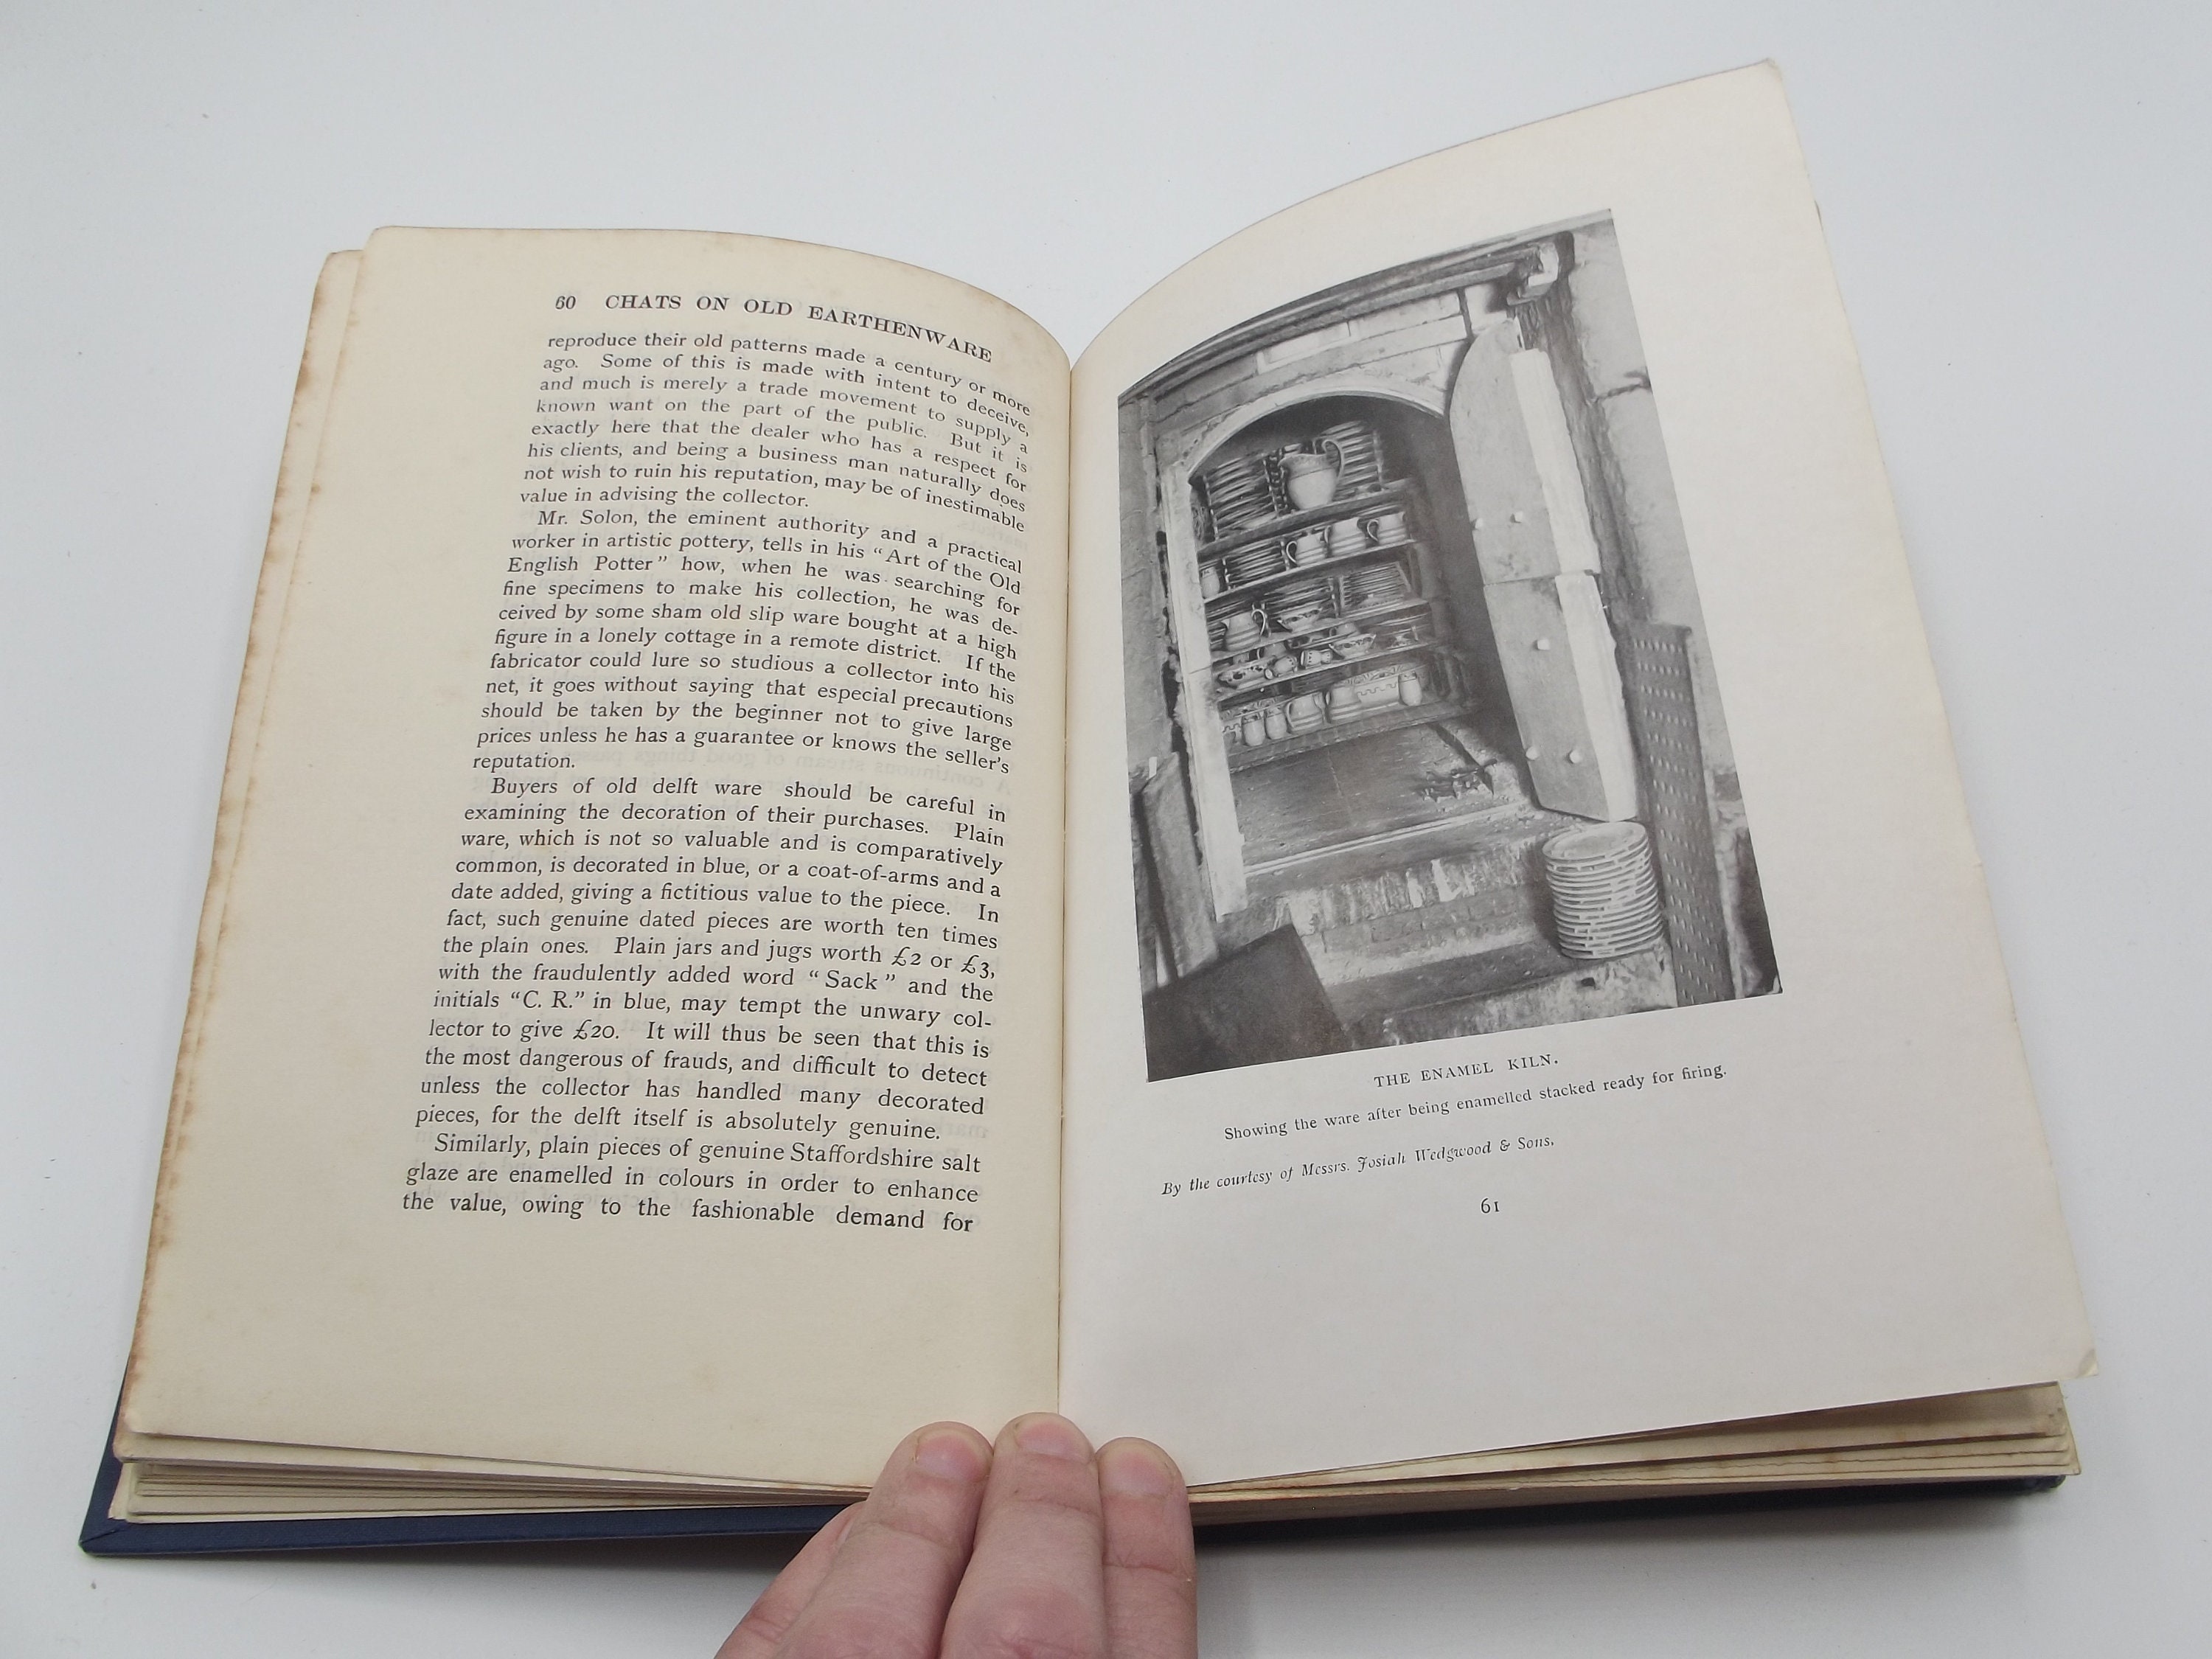 60 CHATS ON OLD EARTHENWARE
reproduce their old patterns made a century or more
ago. Some of this is made with intent to deceive,
and much is merely a trade movement to supply a
known want on the part of the public. But it is
exactly here that the dealer who has a respect for
his clients, and being a business man naturally does
not wish to ruin his reputation, may be of inestimable
value in advising the collector.
Mr. Solon, the eminent authority and a practical
worker in artistic pottery, tells in his “Art of the Old
English Potter” how, when he was searching for
fine specimens to make his collection, he was de-
ceived by some sham old slip ware bought at a high
figure in a lonely cottage in a remote district. If the
fabricator could lure so studious a collector into his
net, it goes without saying that especial precautions
should be taken by the beginner not to give large
prices unless he has a guarantee or knows the seller’s
reputation.
Buyers of old delft ware should be careful in
examining the decoration of their purchases. Plain
ware, which is not so valuable and is comparatively
common, is decorated in blue, or a coat-of-arms and a
date added, giving a fictitious value to the piece. In
fact, such genuine dated pieces are worth ten times
the plain ones. Plain jars and jugs worth £2 or £3,
with the fraudulently added word “Sack” and the
initials “C. R.” in blue, may tempt the unwary col-
lector to give £20. It will thus be seen that this is
the most dangerous of frauds, and difficult to detect
unless the collector has handled many decorated
pieces, for the delft itself is absolutely genuine.
Similarly, plain pieces of genuine Staffordshire salt
glaze are enamelled in colours in order to enhance
the value, owing to the fashionable demand for
THE ENAMEL KILN.
Showing the ware after being enamelled stacked ready for firing.
By the courtesy of Messrs. Josiah Wedgwood & Sons.
61